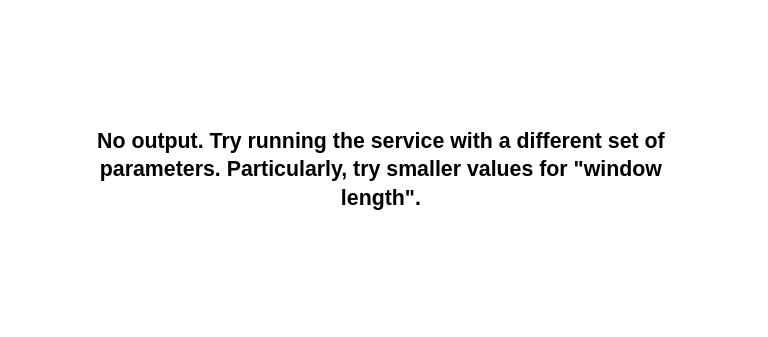 No output. Try running the service with a different set of
parameters. Particularly, try smaller values for "window
length".